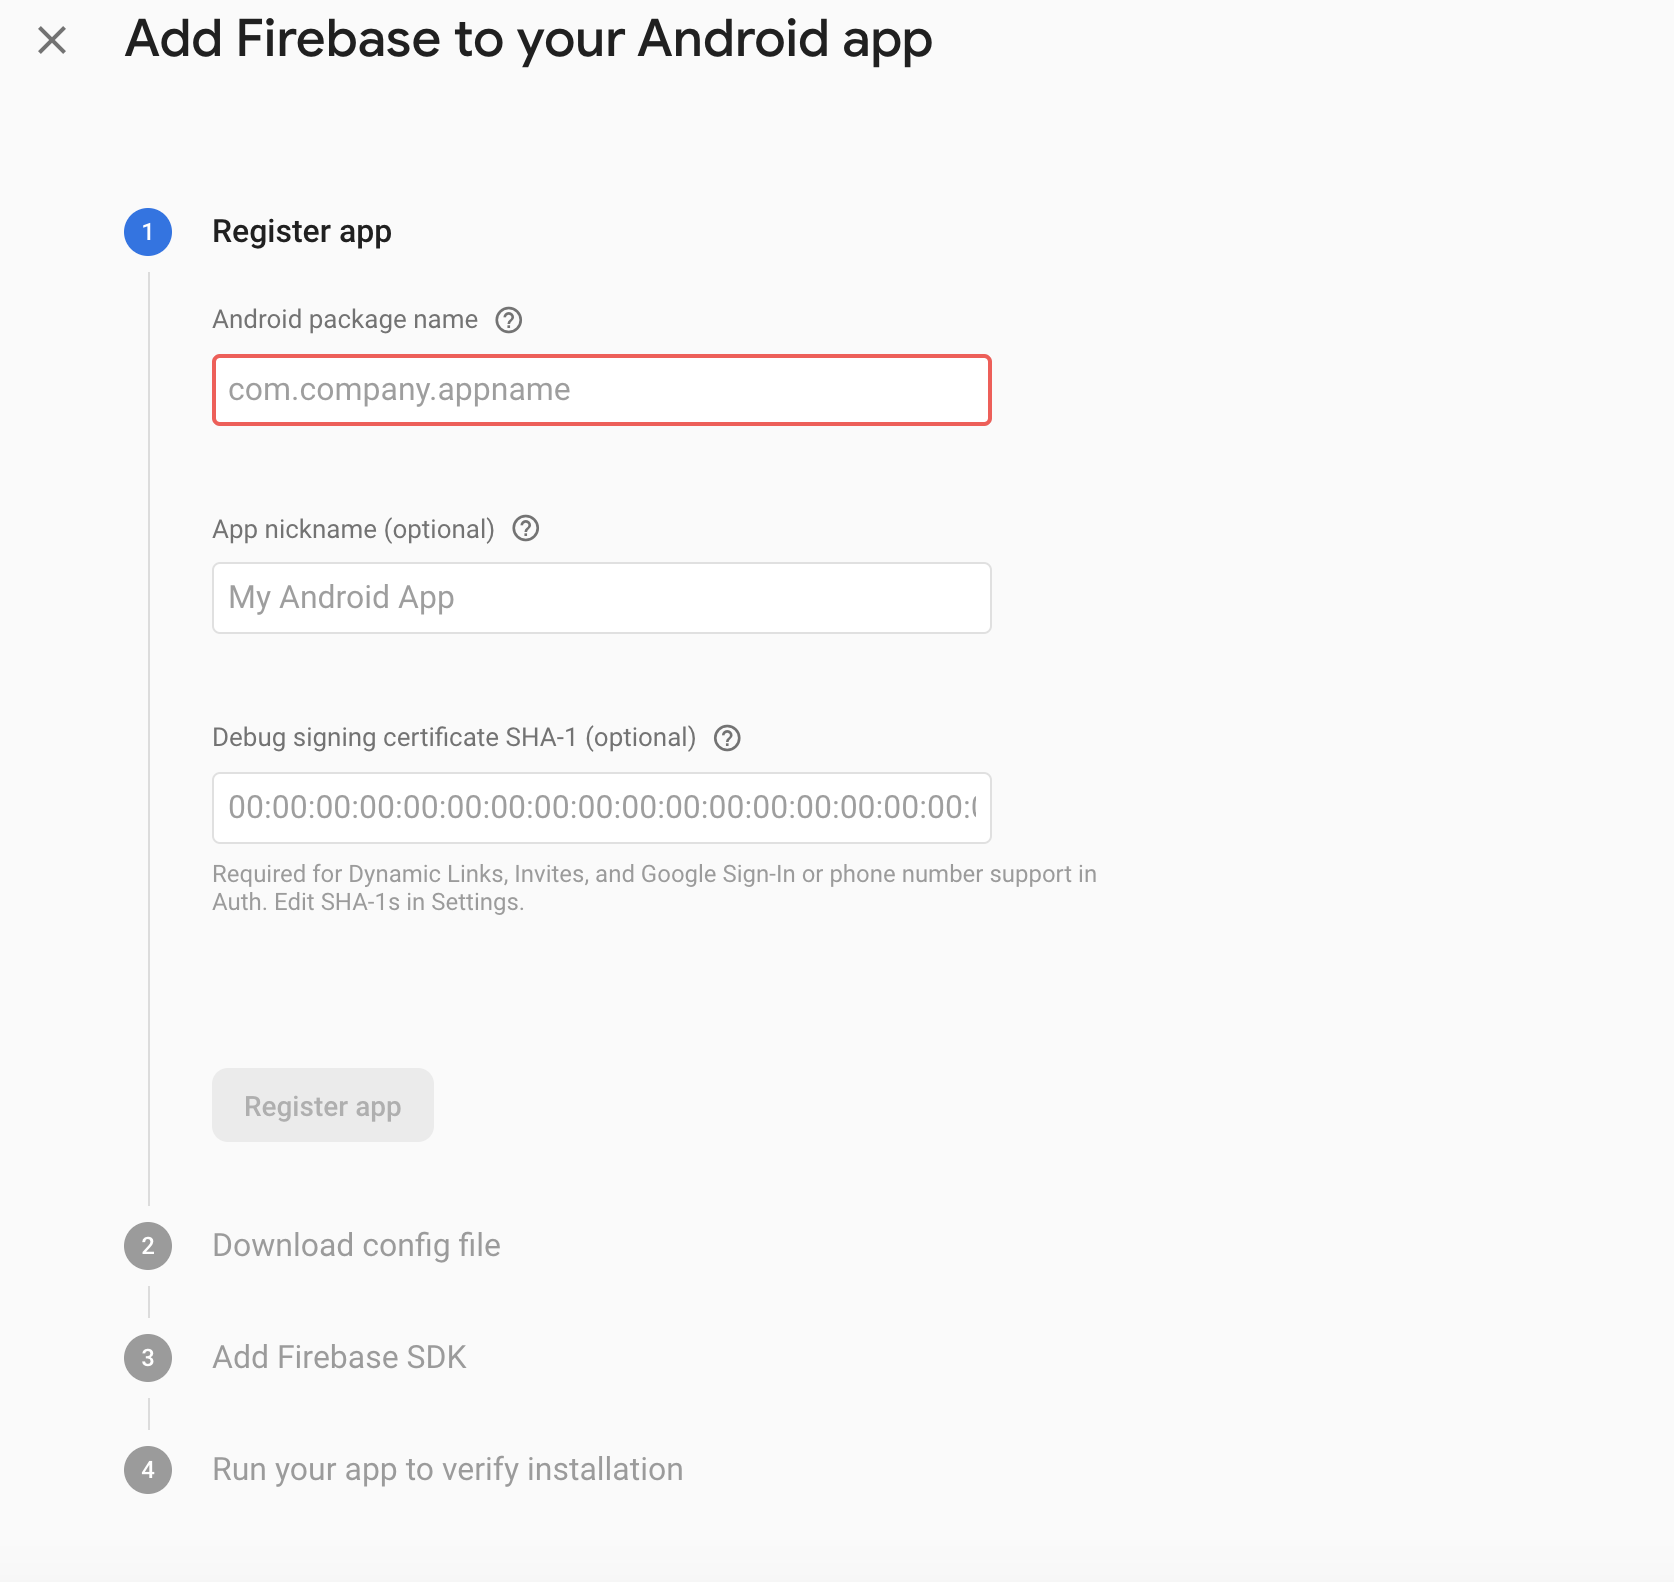 Add Firebase to your Android app
1 Register app
Android package name ?
com.company.appname
App nickname (optional) ?
My Android App
Debug signing certificate SHA-1 (optional) ?
00:00:00:00:00:00:00:00:00:00:00:00:00:00:00:00:00:
Required for Dynamic Links, Invites, and Google Sign-In or phone number support in
Auth. Edit SHA-1s in Settings.
Register app
2 Download config file
3 Add Firebase SDK
4 Run your app to verify installation